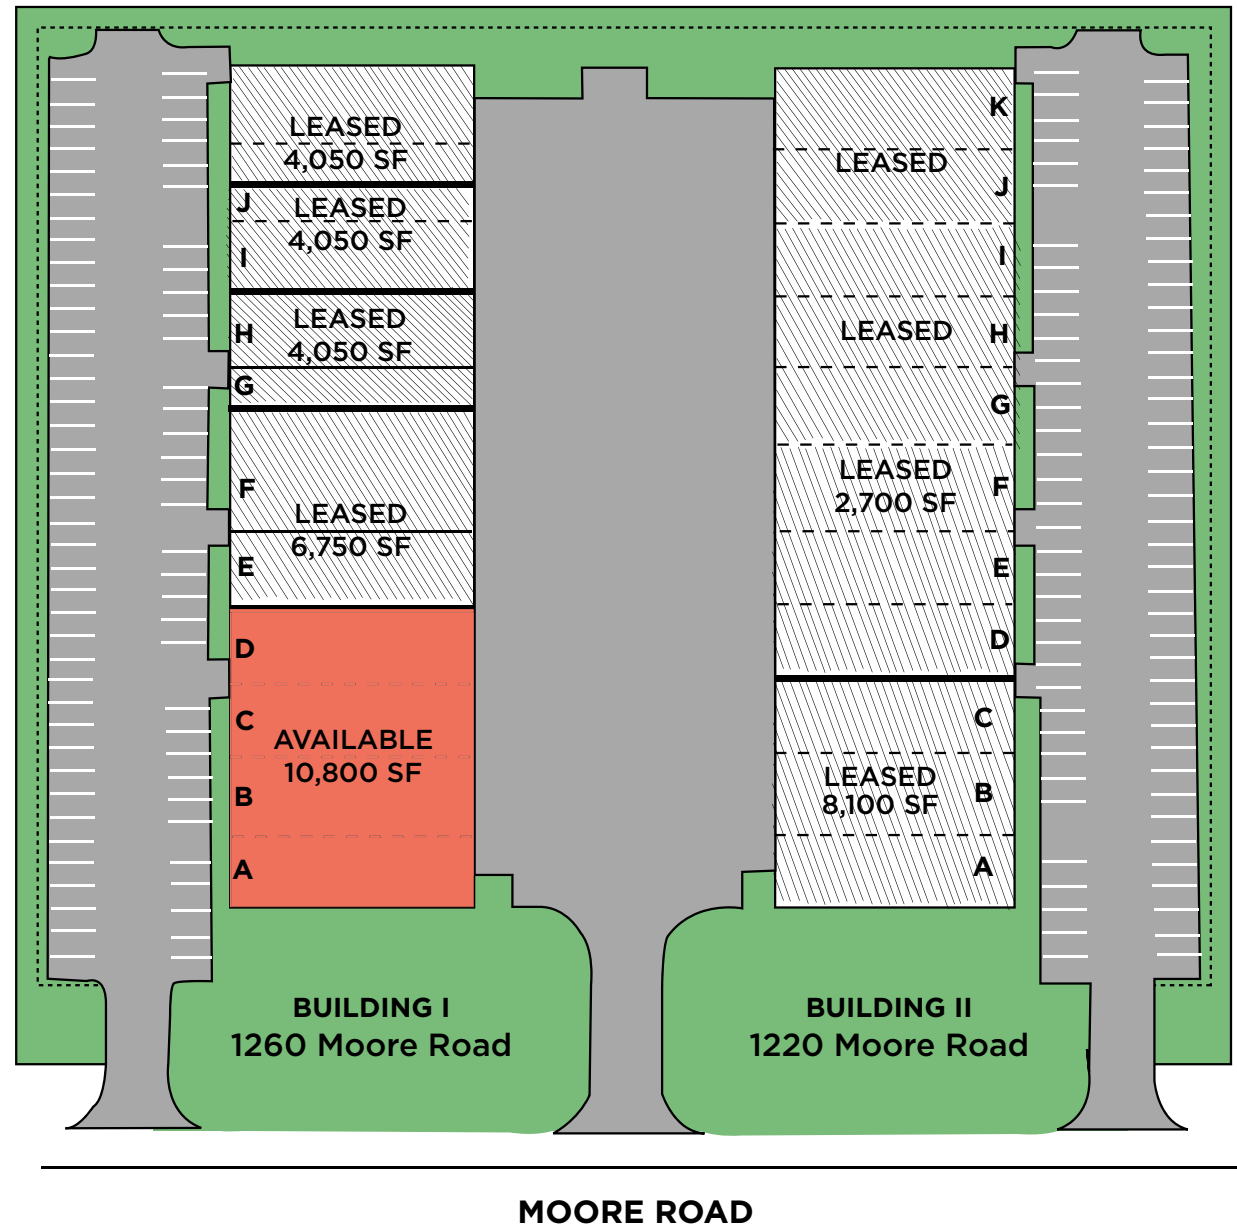 LEASED
4,050 SF
J
LEASED
4,050 SF
I
H
LEASED
4,050 SF
G
F
LEASED
6,750 SF
E
D
C
AVAILABLE
10,800 SF
B
A
BUILDING I
1260 Moore Road
K
LEASED
J
I
LEASED
H
G
LEASED
2,700 SF
F
E
D
C
LEASED
8,100 SF
B
A
BUILDING II
1220 Moore Road
MOORE ROAD